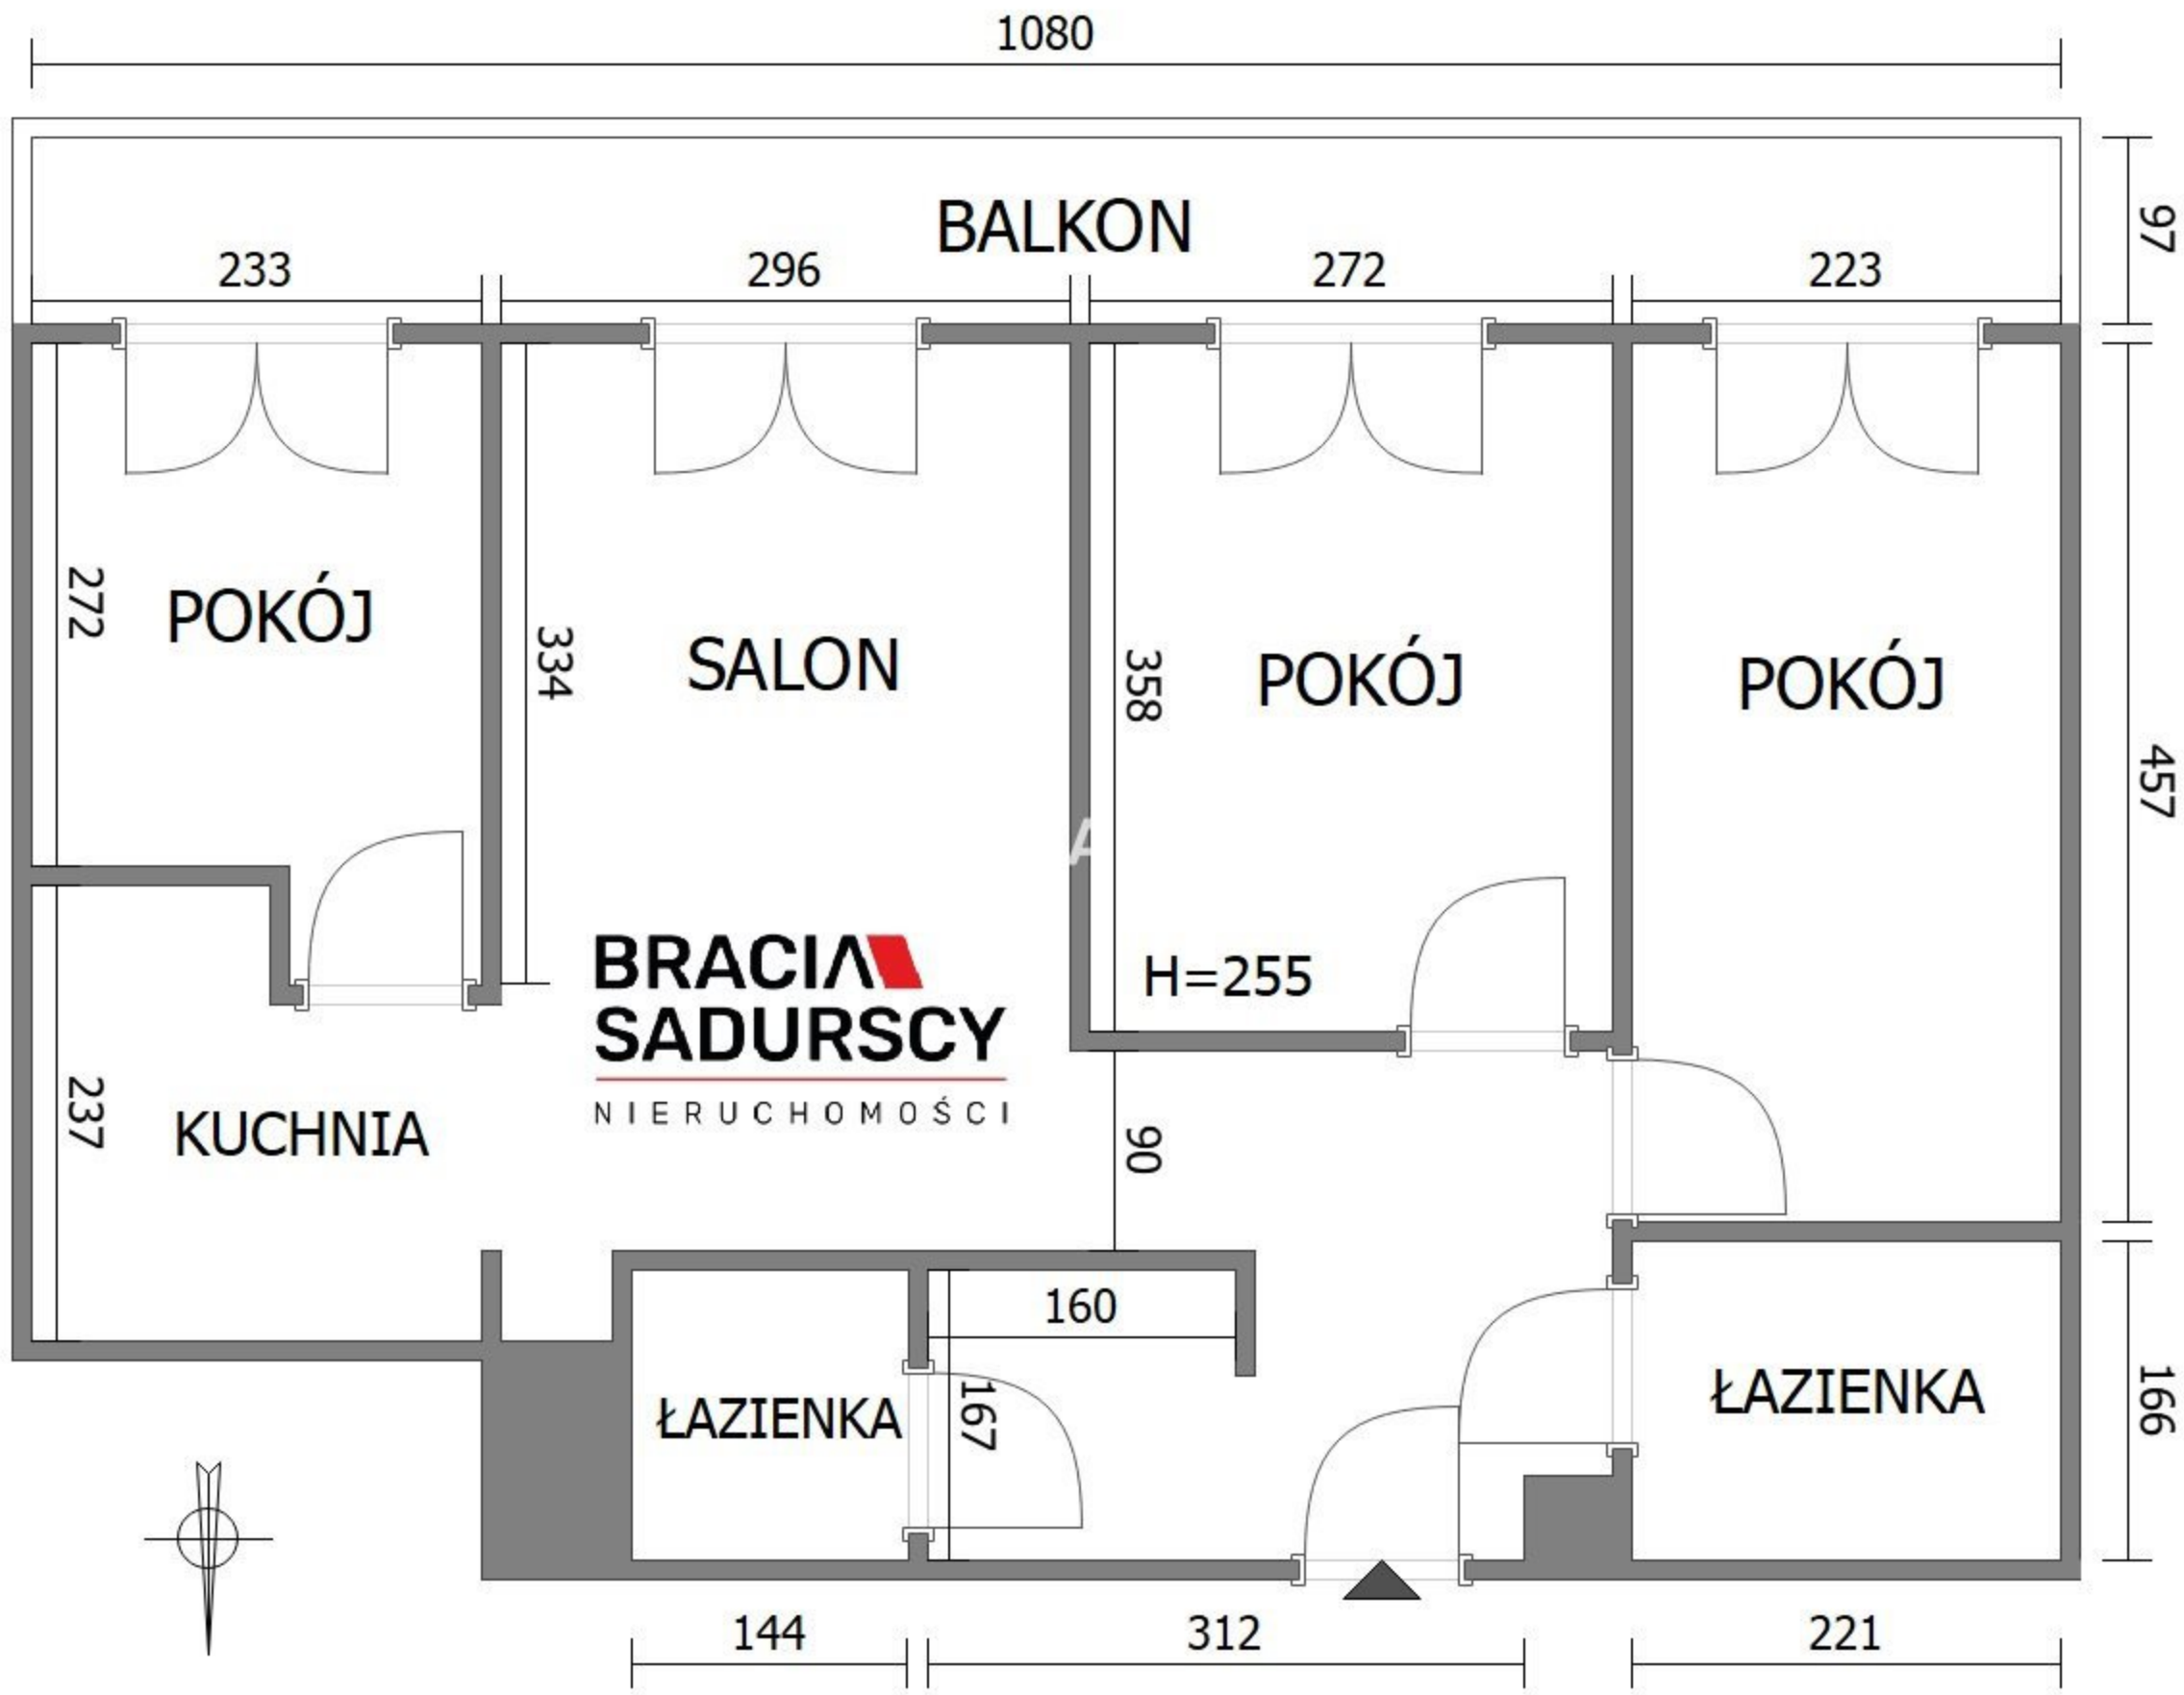 1080
BALKON
97
233
296
272
223
272
POKÓJ
334
SALON
358
POKÓJ
POKÓJ
457
H=255
BRACIA
SADURSCY
NIERUCHOMOŚCI
237
KUCHNIA
90
160
167
ŁAZIENKA
ŁAZIENKA
166
144
312
221